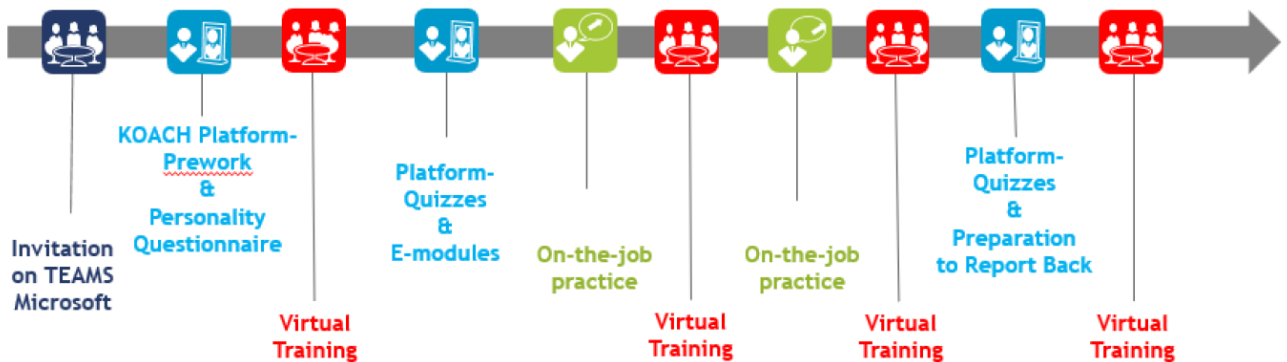 Invitation
on TEAMS
Microsoft
KOACH Platform-
Prework
&
Personality
Questionnaire
Virtual
Training
Platform-
Quizzes
&
E-modules
On-the-job
practice
Virtual
Training
On-the-job
practice
Virtual
Training
Platform-
Quizzes
&
Preparation
to Report Back
Virtual
Training